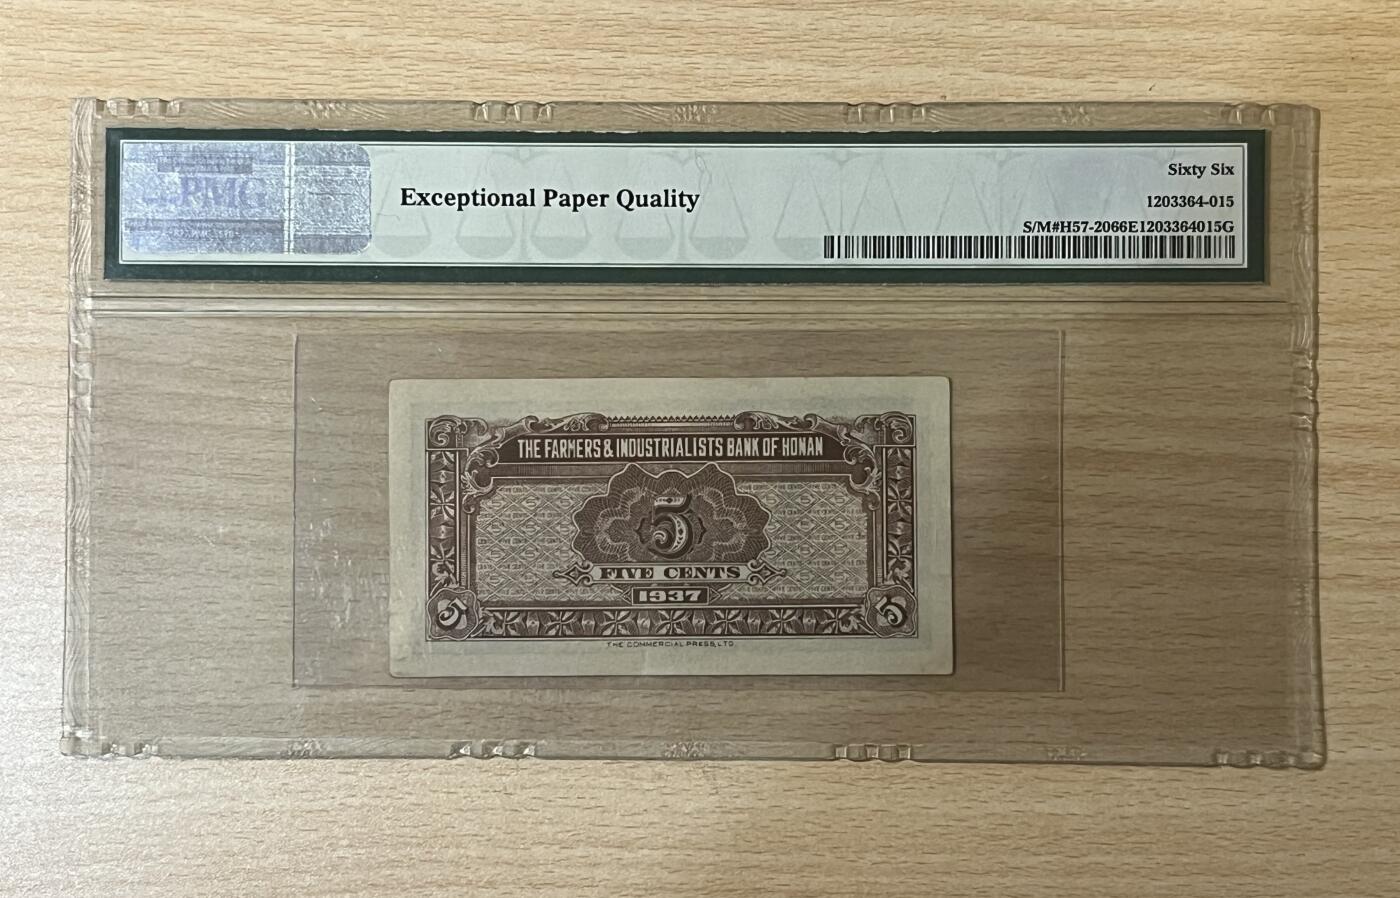 PMG
Exceptional Paper Quality
Sixty Six
1203364-015
S/M#H57-2066E1203364015G
THE FARMERS & INDUSTRIALISTS BANK OF HONAN
5
FIVE CENTS
1937
5
5
THE COMMERCIAL PRESS, LTD.